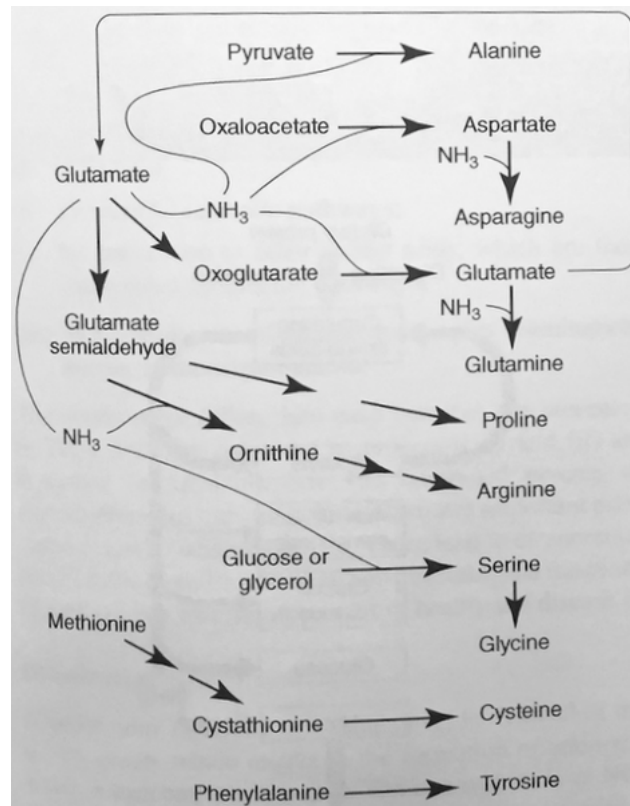 Pyruvate
Alanine
Oxaloacetate
Aspartate
NH₃
Glutamate
NH₃
Asparagine
Oxoglutarate
Glutamate
NH₃
Glutamate
semialdehyde
Glutamine
Proline
NH₃
Ornithine
Arginine
Glucose or
glycerol
Serine
Methionine
Glycine
Cystathionine
Cysteine
Phenylalanine
Tyrosine